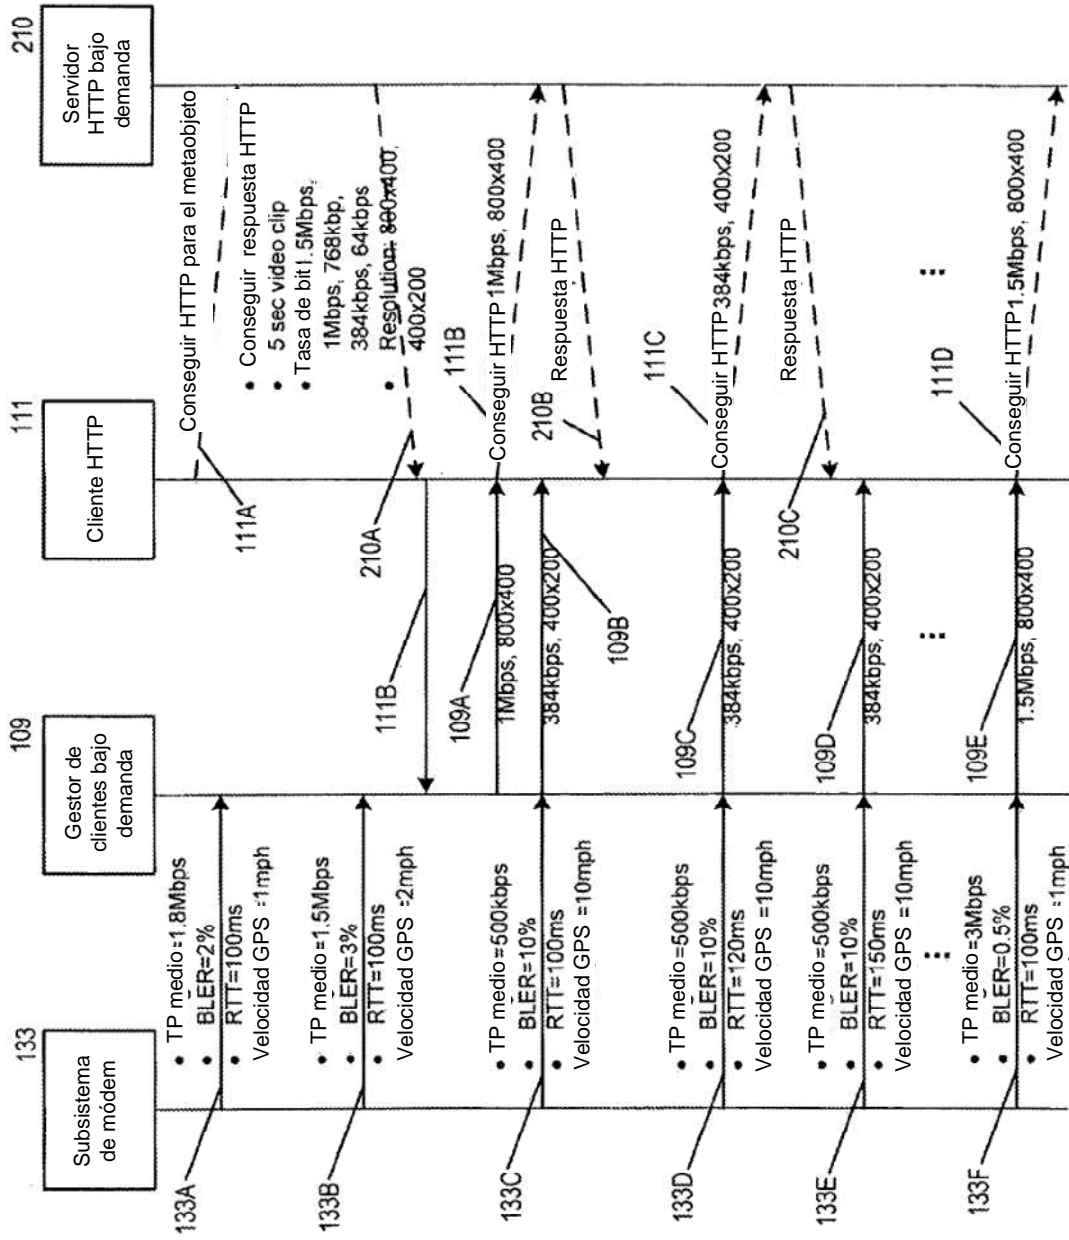 133
Subsistema
de módem
109
Gestor de
clientes bajo
demanda
111
Cliente HTTP
210
Servidor
HTTP bajo
demanda
133A
• TP medio=1.8Mbps
• BLER=2%
• RTT=100ms
Velocidad GPS =1mph
111A
Conseguir HTTP para el metaobjeto
• Conseguir respuesta HTTP
• 5 sec video clip
• Tasa de bit 1.5Mbps,
1Mbps, 768kbp,
384kbps, 64kbps
• Resolution: 800x400,
400x200
210A
133B
• TP medio=1.5Mbps
• BLER=3%
• RTT=100ms
Velocidad GPS =2mph
111B
109A
1Mbps, 800x400
111B
Conseguir HTTP 1Mbps, 800x400
133C
• TP medio=500kbps
• BLER=10%
• RTT=100ms
Velocidad GPS =10mph
384kbps, 400x200
109B
210B
Respuesta HTTP
133D
• TP medio=500kbps
• BLER=10%
• RTT=120ms
Velocidad GPS =10mph
109C
384kbps, 400x200
111C
Conseguir HTTP384kbps, 400x200
210C
Respuesta HTTP
133E
• TP medio=500kbps
• BLER=10%
• RTT=150ms
Velocidad GPS =10mph
109D
384kbps, 400x200
133F
• TP medio=3Mbps
• BLER=0.5%
• RTT=100ms
Velocidad GPS =1mph
109E
1.5Mbps, 800x400
111D
Conseguir HTTP1.5Mbps, 800x400